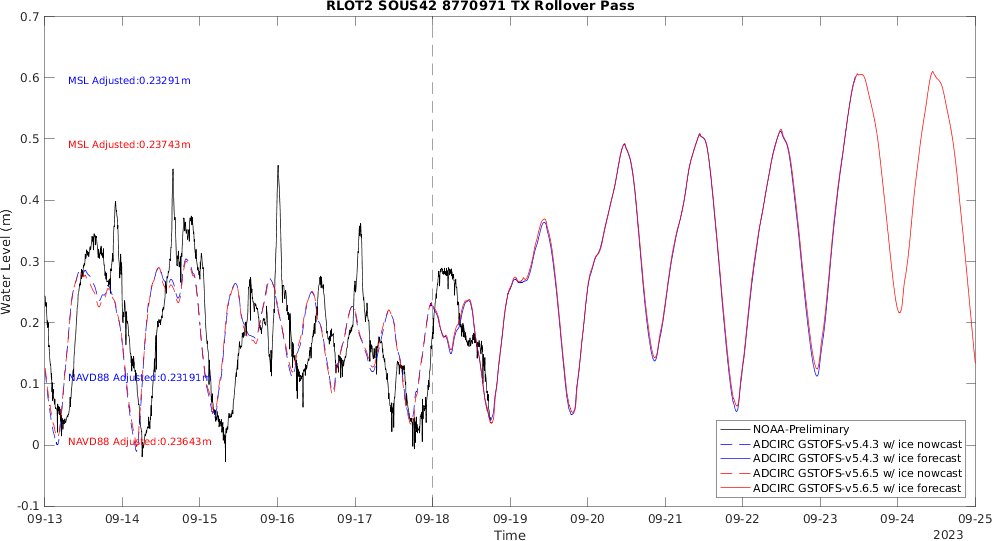 RLOT2 SOUS42 8770971 TX Rollover Pass
0.7
0.6
0.5
0.4
0.3
0.2
0.1
0
-0.1
Water Level (m)
MSL Adjusted:0.23291m
MSL Adjusted:0.23743m
NAVD88 Adjusted:0.23191m
NAVD88 Adjusted:0.23643m
NOAA-Preliminary
ADCIRC GSTOFS-v5.4.3 w/ ice nowcast
ADCIRC GSTOFS-v5.4.3 w/ ice forecast
ADCIRC GSTOFS-v5.6.5 w/ ice nowcast
ADCIRC GSTOFS-v5.6.5 w/ ice forecast
09-13 09-14 09-15 09-16 09-17 09-18 09-19 09-20 09-21 09-22 09-23 09-24 09-25
Time
2023